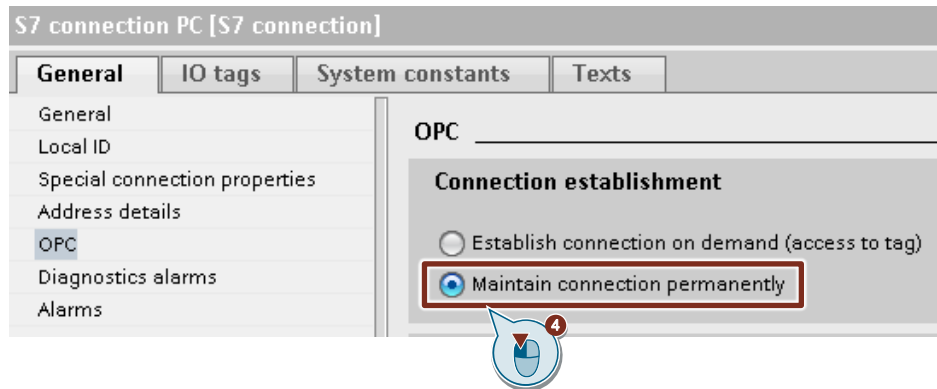 S7 connection PC [S7 connection]
General IO tags System constants Texts
General
Local ID
Special connection properties
Address details
OPC
Diagnostics alarms
Alarms
OPC
Connection establishment
Establish connection on demand (access to tag)
Maintain connection permanently
4